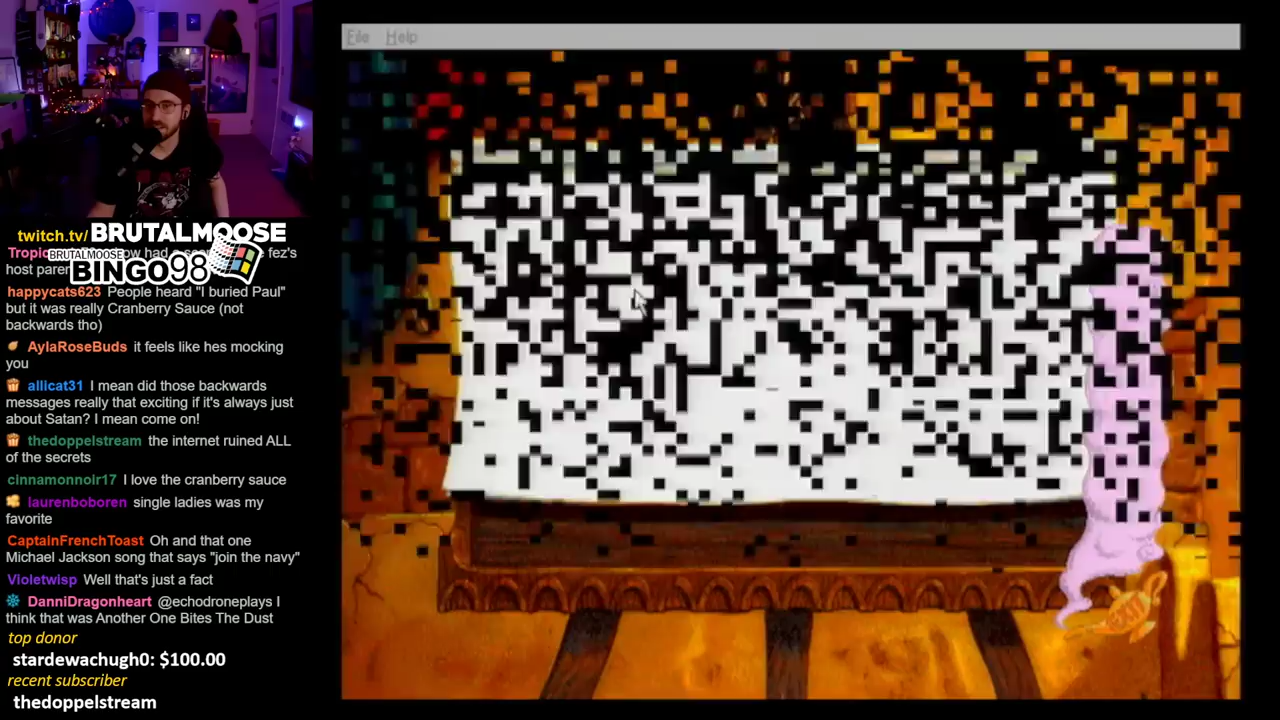 File Help
twitch.tv/BRUTALMOOSE
BRUTALMOOSE
BINGO98
Tropic ow had fez's
host paren
happycats623 People heard "I buried Paul"
but it was really Cranberry Sauce (not
backwards tho)
AylaRoseBuds it feels like hes mocking
you
allicat31 I mean did those backwards
messages really that exciting if it's always just
about Satan? I mean come on!
thedoppelstream the internet ruined ALL
of the secrets
cinnamonnoir17 I love the cranberry sauce
laurenboboren single ladies was my
favorite
CaptainFrenchToast Oh and that one
Michael Jackson song that says "join the navy"
Violetwisp Well that's just a fact
DanniDragonheart @echodroneplays I
think that was Another One Bites The Dust
top donor
stardewachugh0: $100.00
recent subscriber
thedoppelstream
EXIT